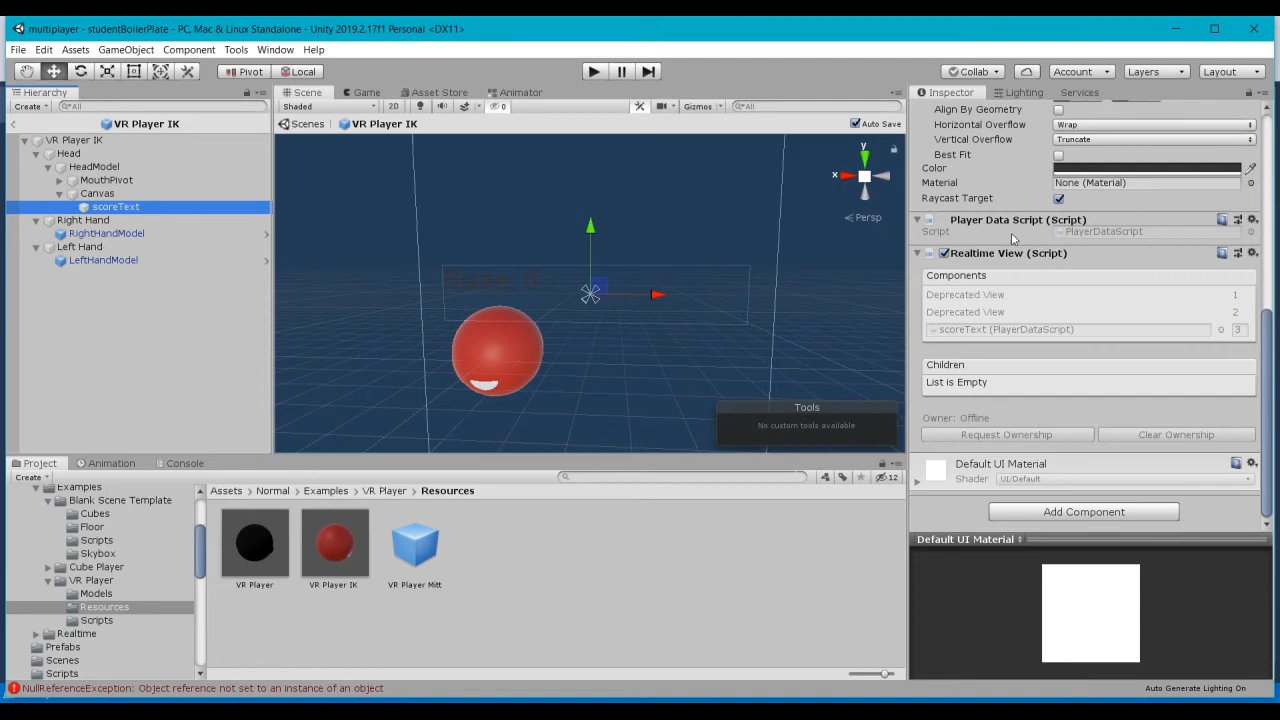 multiplayer - studentBoilerPlate - PC, Mac & Linux Standalone - Unity 2019.2.17f1 Personal <DX11>
File Edit Assets GameObject Component Tools Window Help
Pivot Local Collab Account Layers Layout
Hierarchy
Create All
VR Player IK
VR Player IK
Head
HeadModel
MouthPivot
Canvas
scoreText
Right Hand
RightHandModel
Left Hand
LeftHandModel
Scene Game Asset Store Animator
Shaded 2D 0 Gizmos All
Scenes VR Player IK Auto Save
y
x
Persp
Tools
No custom tools available
Inspector Lighting Services
Align By Geometry
Horizontal Overflow Wrap
Vertical Overflow Truncate
Best Fit
Color
Material None (Material)
Raycast Target
Player Data Script (Script)
Script PlayerDataScript
Realtime View (Script)
Components
Deprecated View 1
Deprecated View 2
scoreText (PlayerDataScript) 3
Children
List is Empty
Owner: Offline
Request Ownership Clear Ownership
Default UI Material
Shader UI/Default
Add Component
Default UI Material
Project Animation Console
Create 12
Examples
Blank Scene Template
Cubes
Floor
Scripts
Skybox
Cube Player
VR Player
Models
Resources
Scripts
Realtime
Prefabs
Scenes
Scripts
Assets Normal Examples VR Player Resources
VR Player VR Player IK VR Player Mitt
NullReferenceException: Object reference not set to an instance of an object
Auto Generate Lighting On